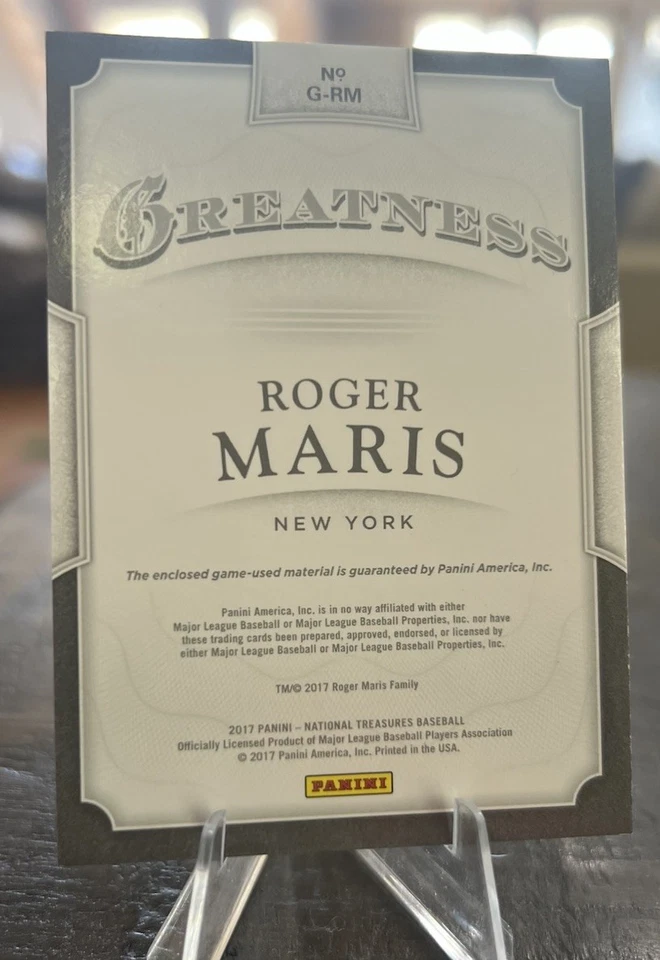 Nº
G-RM
GREATNESS
ROGER
MARIS
NEW YORK
The enclosed game-used material is guaranteed by Panini America, Inc.
Panini America, Inc. is in no way affiliated with either
Major League Baseball or Major League Baseball Properties, Inc. nor have
these trading cards been prepared, approved, endorsed, or licensed by
either Major League Baseball or Major League Baseball Properties, Inc.
TM/© 2017 Roger Maris Family
2017 PANINI – NATIONAL TREASURES BASEBALL
Officially Licensed Product of Major League Baseball Players Association
© 2017 Panini America, Inc. Printed in the USA.
PANINI